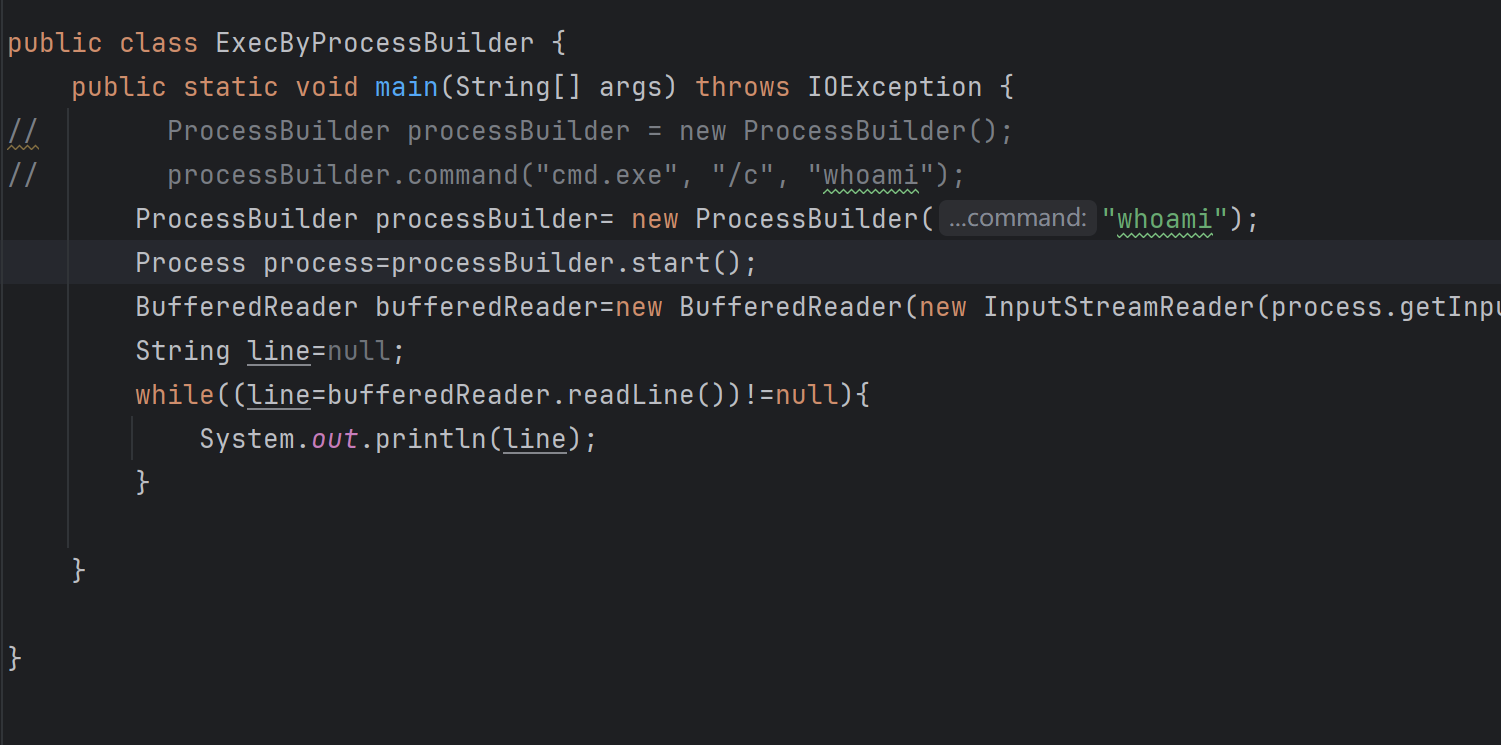 public class ExecByProcessBuilder {
    public static void main(String[] args) throws IOException {
//        ProcessBuilder processBuilder = new ProcessBuilder();
//        processBuilder.command("cmd.exe", "/c", "whoami");
        ProcessBuilder processBuilder= new ProcessBuilder( ...command: "whoami");
        Process process=processBuilder.start();
        BufferedReader bufferedReader=new BufferedReader(new InputStreamReader(process.getInpu
        String line=null;
        while((line=bufferedReader.readLine())!=null){
            System.out.println(line);
        }
    }
}